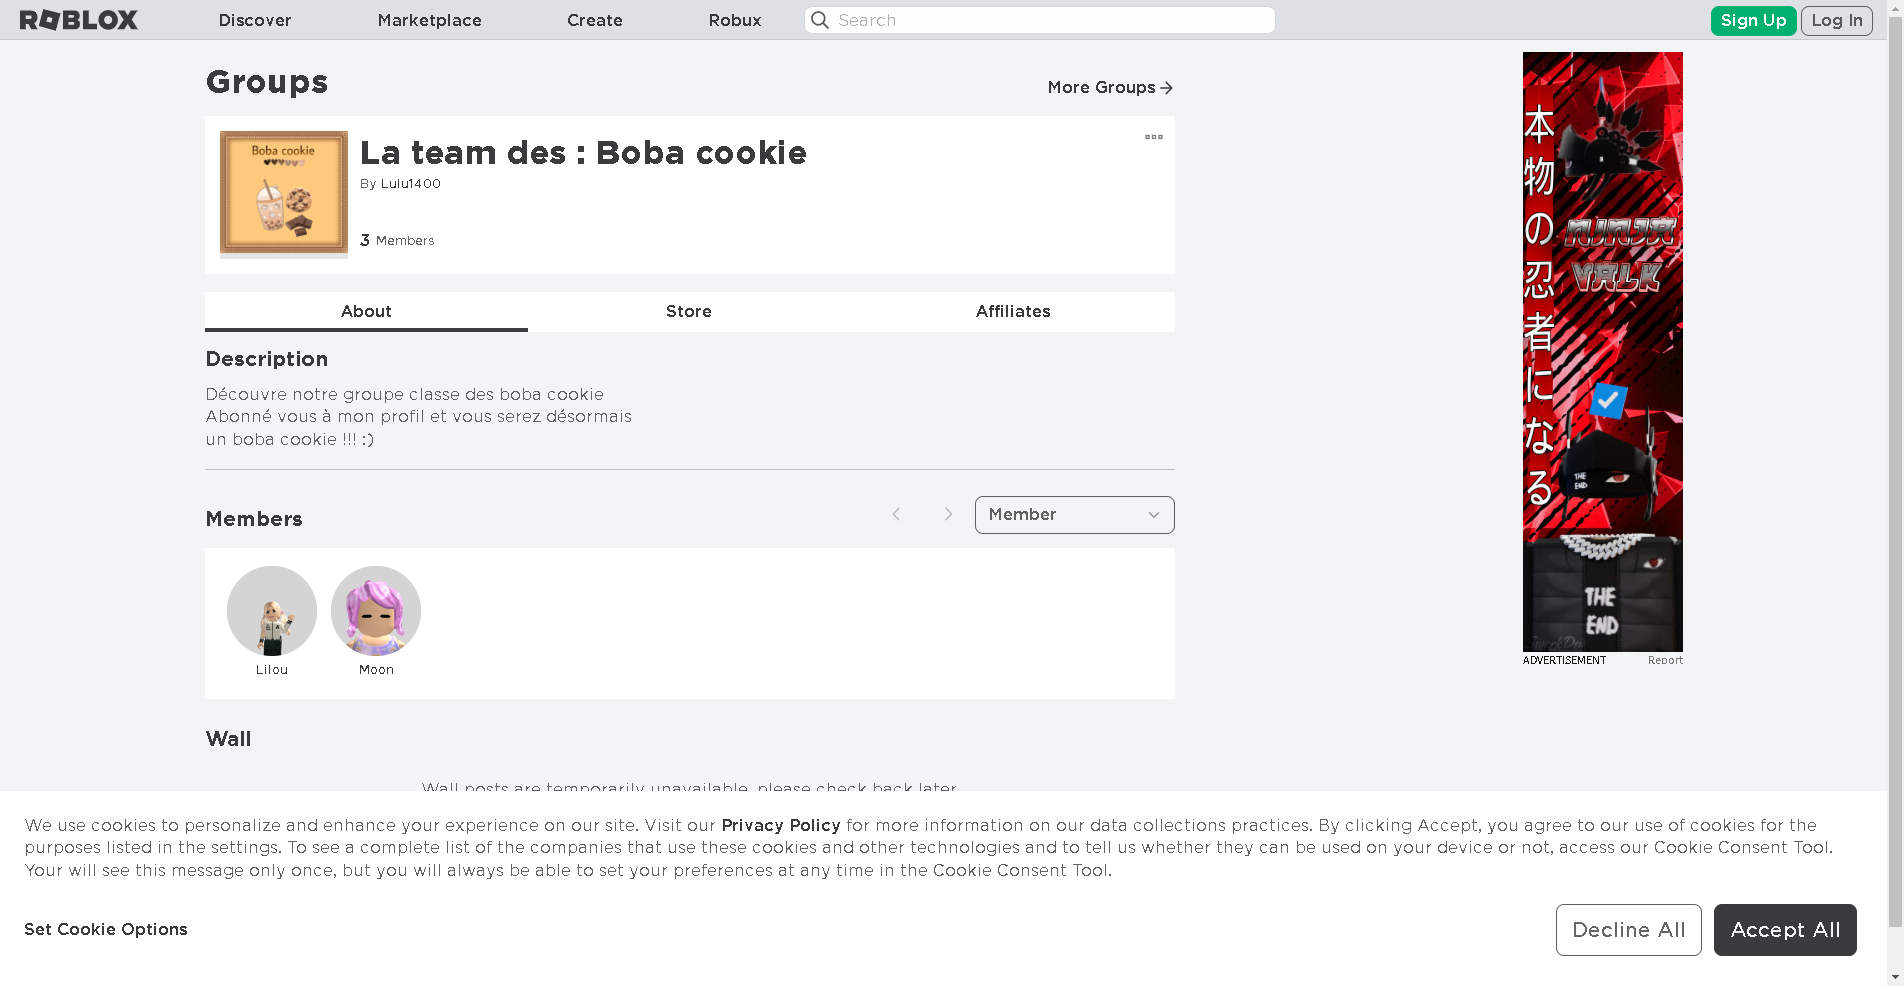 ROBLOX
Discover
Marketplace
Create
Robux
Search
Sign Up
Log In
Groups
More Groups
Boba cookie
La team des : Boba cookie
By Lulu1400
3 Members
About
Store
Affiliates
Description
Découvre notre groupe classe des boba cookie
Abonné vous à mon profil et vous serez désormais
un boba cookie !!! :)
Members
Member
Lilou
Moon
Wall
Wall posts are temporarily unavailable, please check back later.
本物の忍者になる
NINJA
VALK
THE
END
THE
END
ADVERTISEMENT
Report
We use cookies to personalize and enhance your experience on our site. Visit our Privacy Policy for more information on our data collections practices. By clicking Accept, you agree to our use of cookies for the
purposes listed in the settings. To see a complete list of the companies that use these cookies and other technologies and to tell us whether they can be used on your device or not, access our Cookie Consent Tool.
Your will see this message only once, but you will always be able to set your preferences at any time in the Cookie Consent Tool.
Set Cookie Options
Decline All
Accept All